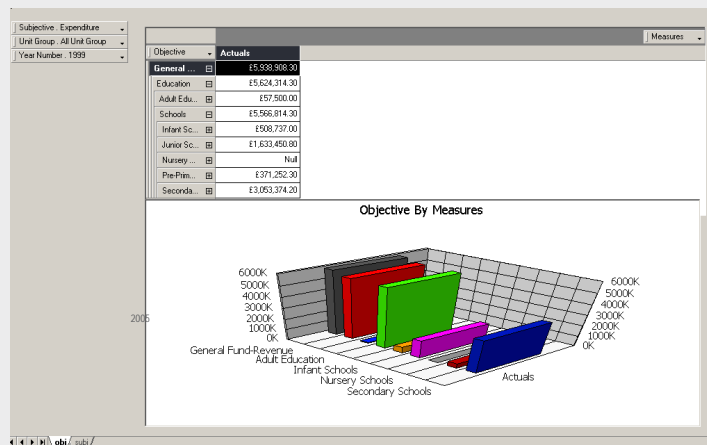 Subjective . Expenditure
Unit Group . All Unit Group
Year Number . 1999
Measures
Objective Actuals
General ... £5,938,908.30
Education £5,624,314.30
Adult Edu... £57,500.00
Schools £5,566,814.30
Infant Sc... £508,737.00
Junior Sc... £1,633,450.80
Nursery ... Null
Pre-Prim... £371,252.30
Seconda... £3,053,374.20
Objective By Measures
6000K
5000K
4000K
3000K
2000K
1000K
0K
6000K
5000K
4000K
3000K
2000K
1000K
0K
2005
General Fund-Revenue
Adult Education
Infant Schools
Nursery Schools
Secondary Schools
Actuals
obj subj